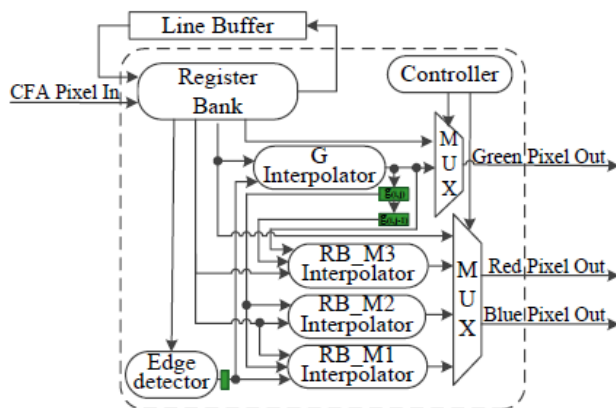 Line Buffer
Register
Bank
Controller
CFA Pixel In
G
Interpolator
M
U
X
Green Pixel Out
g(i,j)
RB_M3
Interpolator
M
U
X
Red Pixel Out
RB_M2
Interpolator
Blue Pixel Out
RB_M1
Interpolator
Edge
detector